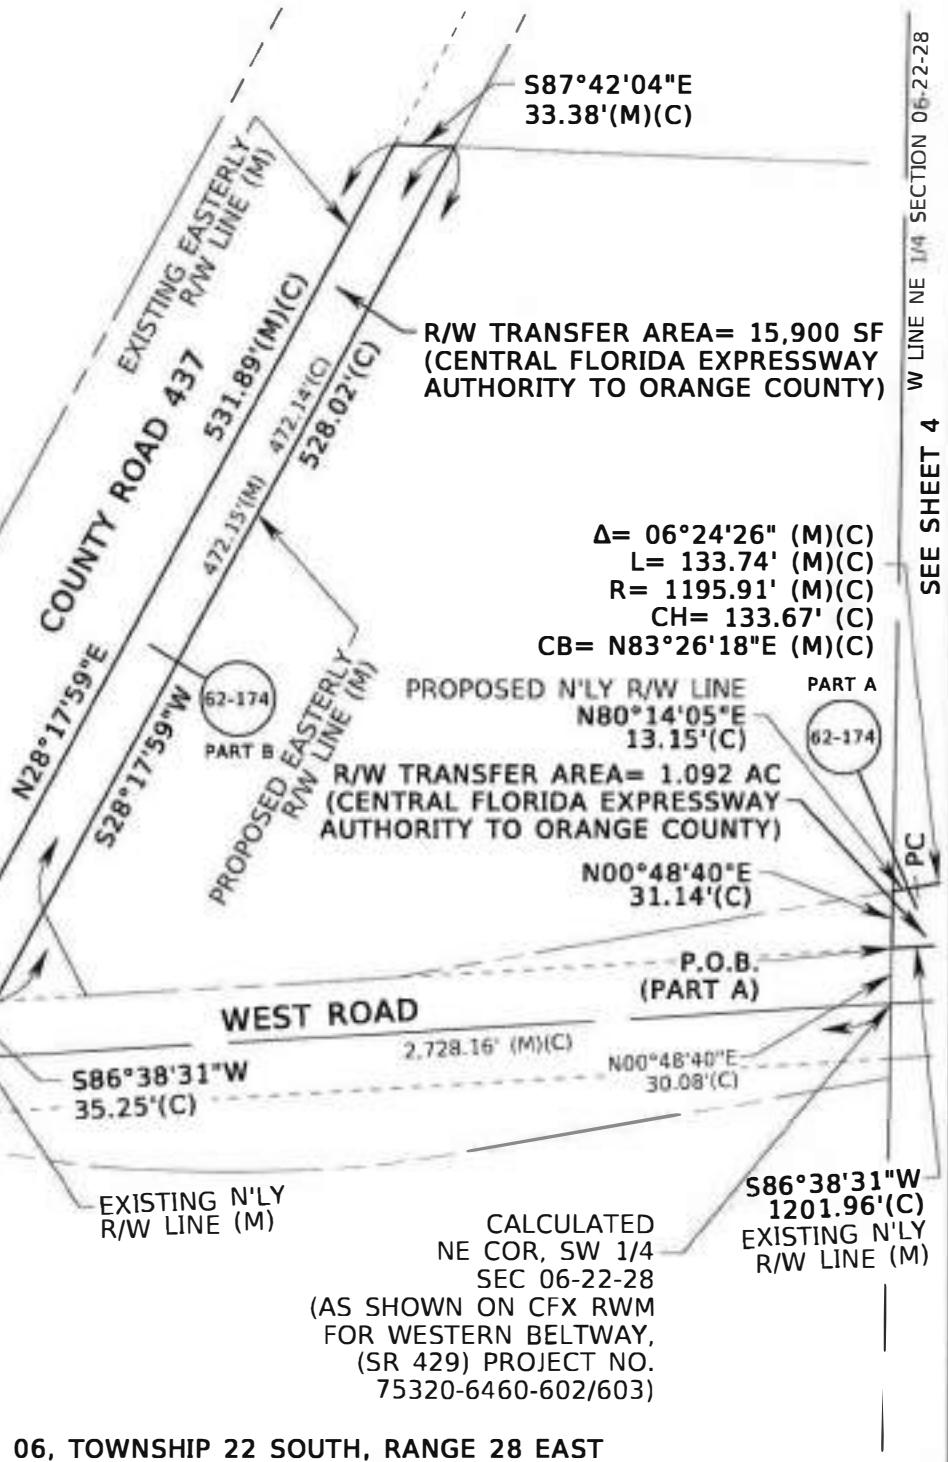 S87°42'04"E
33.38'(M)(C)
W LINE NE 1/4 SECTION 06-22-28
EXISTING EASTERLY
R/W LINE (M)
R/W TRANSFER AREA= 15,900 SF
(CENTRAL FLORIDA EXPRESSWAY
AUTHORITY TO ORANGE COUNTY)
COUNTY ROAD 437
531.89'(M)(C)
472.14'(C)
528.02'(C)
472.15'(M)
SEE SHEET 4
Δ= 06°24'26" (M)(C)
L= 133.74' (M)(C)
R= 1195.91' (M)(C)
CH= 133.67' (C)
CB= N83°26'18"E (M)(C)
N28°17'59"E
S28°17'59"W
62-174
PART B
PROPOSED EASTERLY
R/W LINE (M)
PROPOSED N'LY R/W LINE
N80°14'05"E
13.15'(C)
PART A
62-174
R/W TRANSFER AREA= 1.092 AC
(CENTRAL FLORIDA EXPRESSWAY
AUTHORITY TO ORANGE COUNTY)
PC
N00°48'40"E
31.14'(C)
P.O.B.
(PART A)
WEST ROAD
2,728.16' (M)(C)
N00°48'40"E
30.08'(C)
S86°38'31"W
35.25'(C)
EXISTING N'LY
R/W LINE (M)
S86°38'31"W
1201.96'(C)
EXISTING N'LY
R/W LINE (M)
CALCULATED
NE COR, SW 1/4
SEC 06-22-28
(AS SHOWN ON CFX RWM
FOR WESTERN BELTWAY,
(SR 429) PROJECT NO.
75320-6460-602/603)
06, TOWNSHIP 22 SOUTH, RANGE 28 EAST